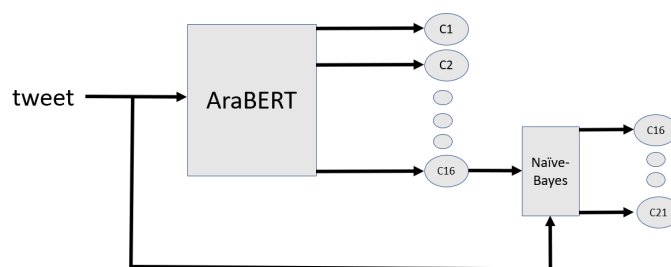 tweet
AraBERT
C1
C2
C16
Naïve-
Bayes
C16
C21